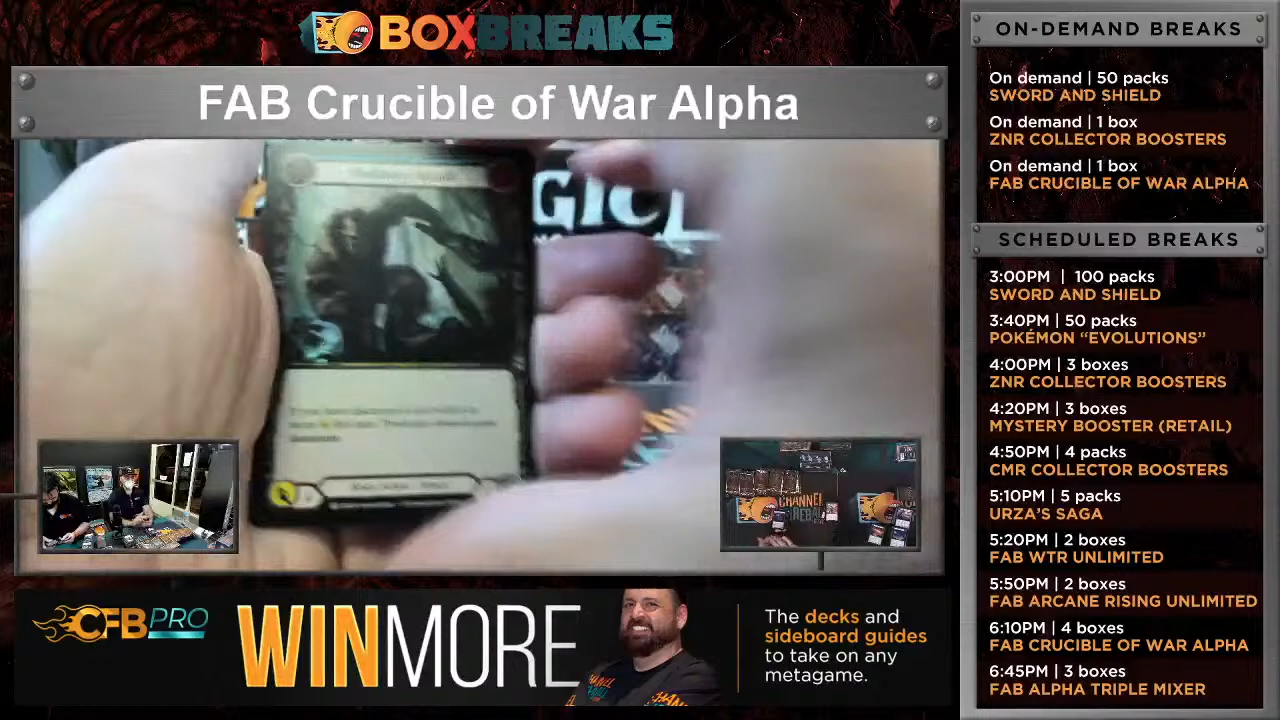 BOXBREAKS
FAB Crucible of War Alpha
CFBPRO
WINMORE
The decks and
sideboard guides
to take on any
metagame.
ON-DEMAND BREAKS
On demand | 50 packs
SWORD AND SHIELD
On demand | 1 box
ZNR COLLECTOR BOOSTERS
On demand | 1 box
FAB CRUCIBLE OF WAR ALPHA
SCHEDULED BREAKS
3:00PM | 100 packs
SWORD AND SHIELD
3:40PM | 50 packs
POKÉMON “EVOLUTIONS”
4:00PM | 3 boxes
ZNR COLLECTOR BOOSTERS
4:20PM | 3 boxes
MYSTERY BOOSTER (RETAIL)
4:50PM | 4 packs
CMR COLLECTOR BOOSTERS
5:10PM | 5 packs
URZA’S SAGA
5:20PM | 2 boxes
FAB WTR UNLIMITED
5:50PM | 2 boxes
FAB ARCANE RISING UNLIMITED
6:10PM | 4 boxes
FAB CRUCIBLE OF WAR ALPHA
6:45PM | 3 boxes
FAB ALPHA TRIPLE MIXER